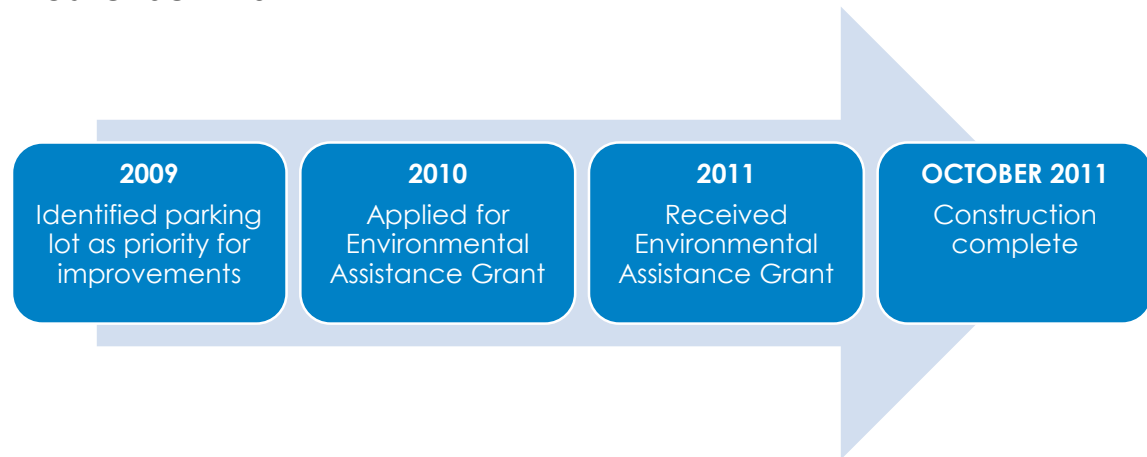 2009
Identified parking
lot as priority for
improvements
2010
Applied for
Environmental
Assistance Grant
2011
Received
Environmental
Assistance Grant
OCTOBER 2011
Construction
complete